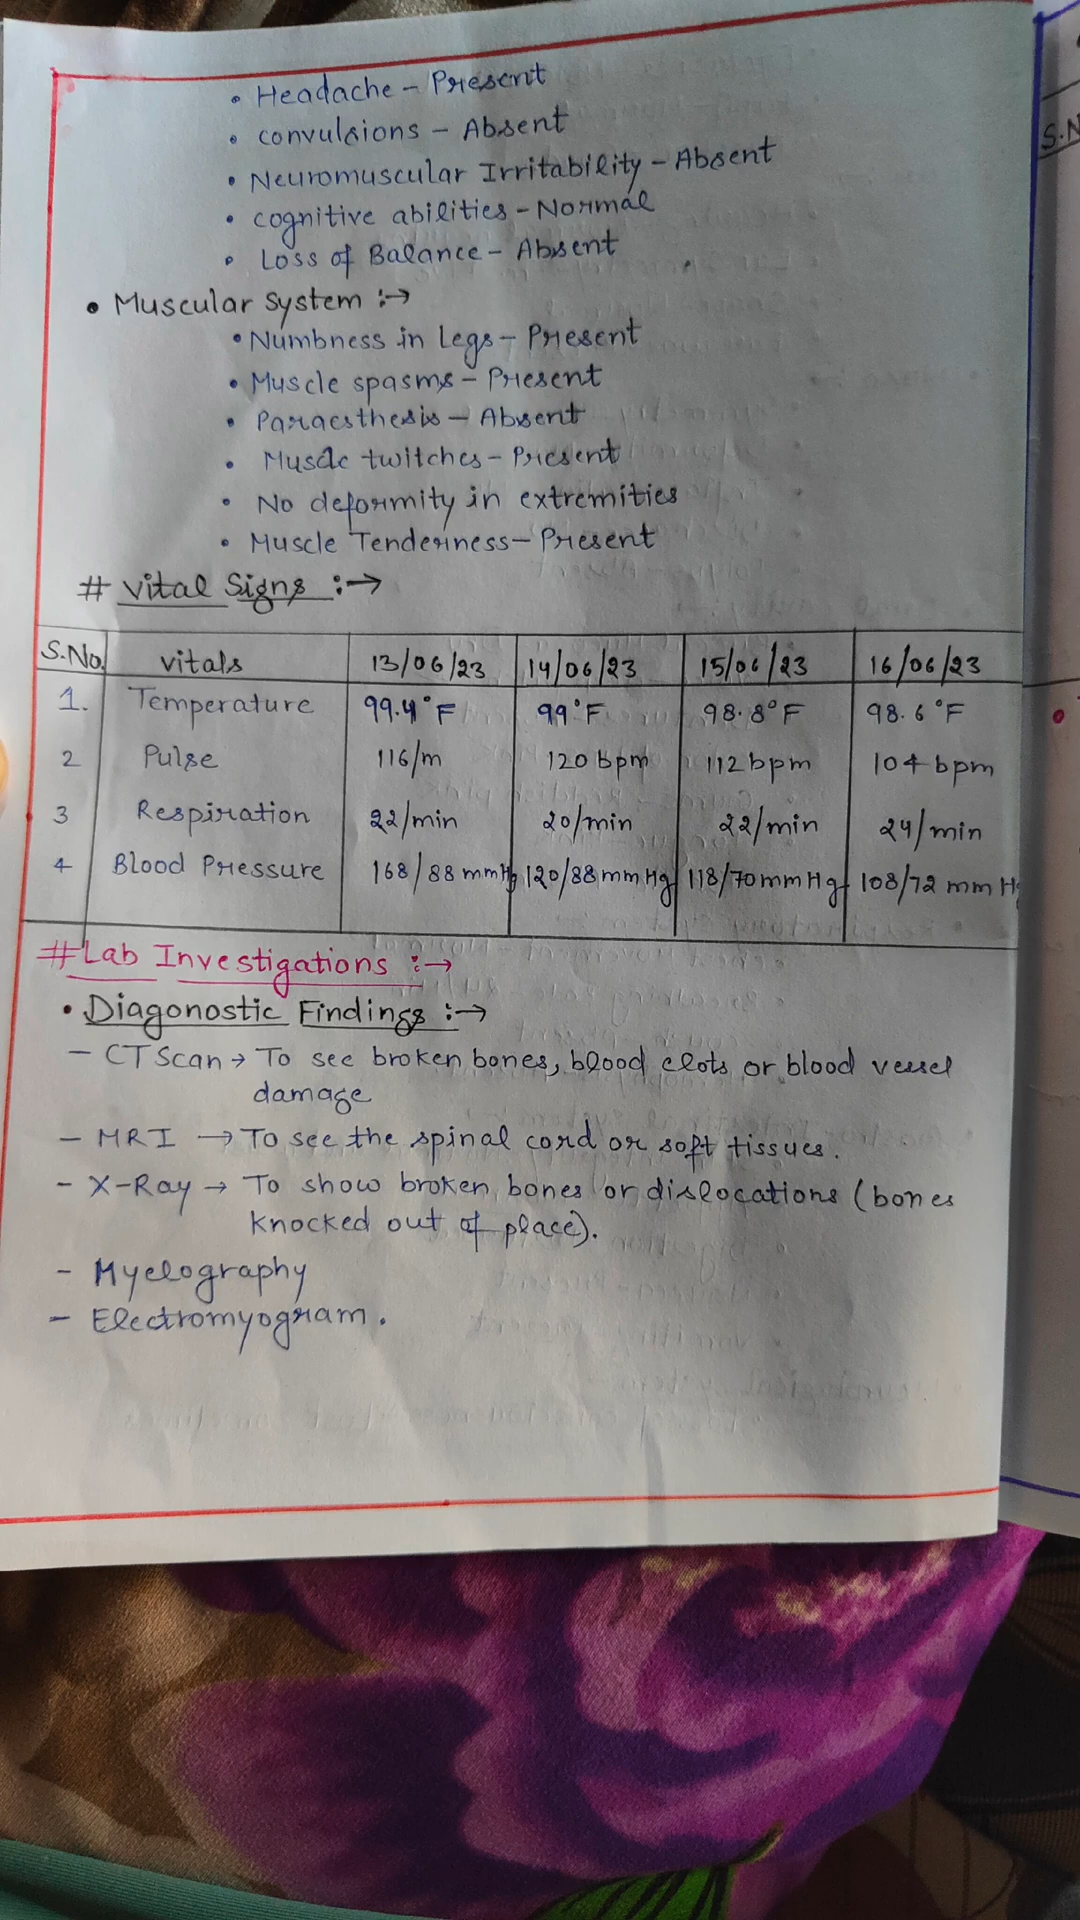 • Headache - Present
• convulsions - Absent
• Neuromuscular Irritability - Absent
• cognitive abilities - Normal
• Loss of Balance - Absent
• Muscular System :→
• Numbness in Legs - Present
• Muscle spasms - Present
• Paraesthesis - Absent
• Muscle twitches - Present
• No deformity in extremities
• Muscle Tenderness - Present
# Vital Signs :→
S.No. vitals 13/06/23 14/06/23 15/06/23 16/06/23
1. Temperature 99.4°F 99°F 98.8°F 98.6°F
2 Pulse 116/m 120 bpm 112 bpm 104 bpm
3 Respiration 22/min 20/min 22/min 24/min
4 Blood Pressure 168/88 mmHg 120/88 mmHg 118/70 mmHg 108/72 mm Hg
# Lab Investigations :→
• Diagonostic Findings :→
- CT Scan → To see broken bones, blood clots or blood vessel
damage
- MRI → To see the spinal cord or soft tissues.
- X-Ray → To show broken bones or dislocations (bones
knocked out of place).
- Myelography
- Electromyogram.
S.N